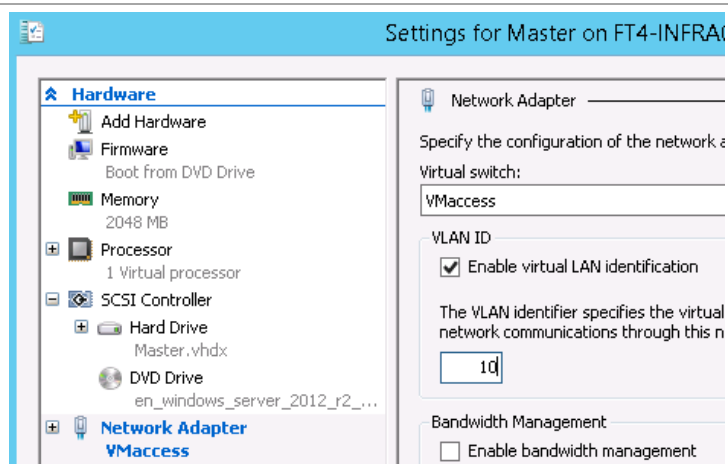 Settings for Master on FT4-INFRA0
Hardware
Add Hardware
Firmware
Boot from DVD Drive
Memory
2048 MB
Processor
1 Virtual processor
SCSI Controller
Hard Drive
Master.vhdx
DVD Drive
en_windows_server_2012_r2_...
Network Adapter
VMaccess
Network Adapter
Specify the configuration of the network a
Virtual switch:
VMaccess
VLAN ID
Enable virtual LAN identification
The VLAN identifier specifies the virtual
network communications through this n
10
Bandwidth Management
Enable bandwidth management